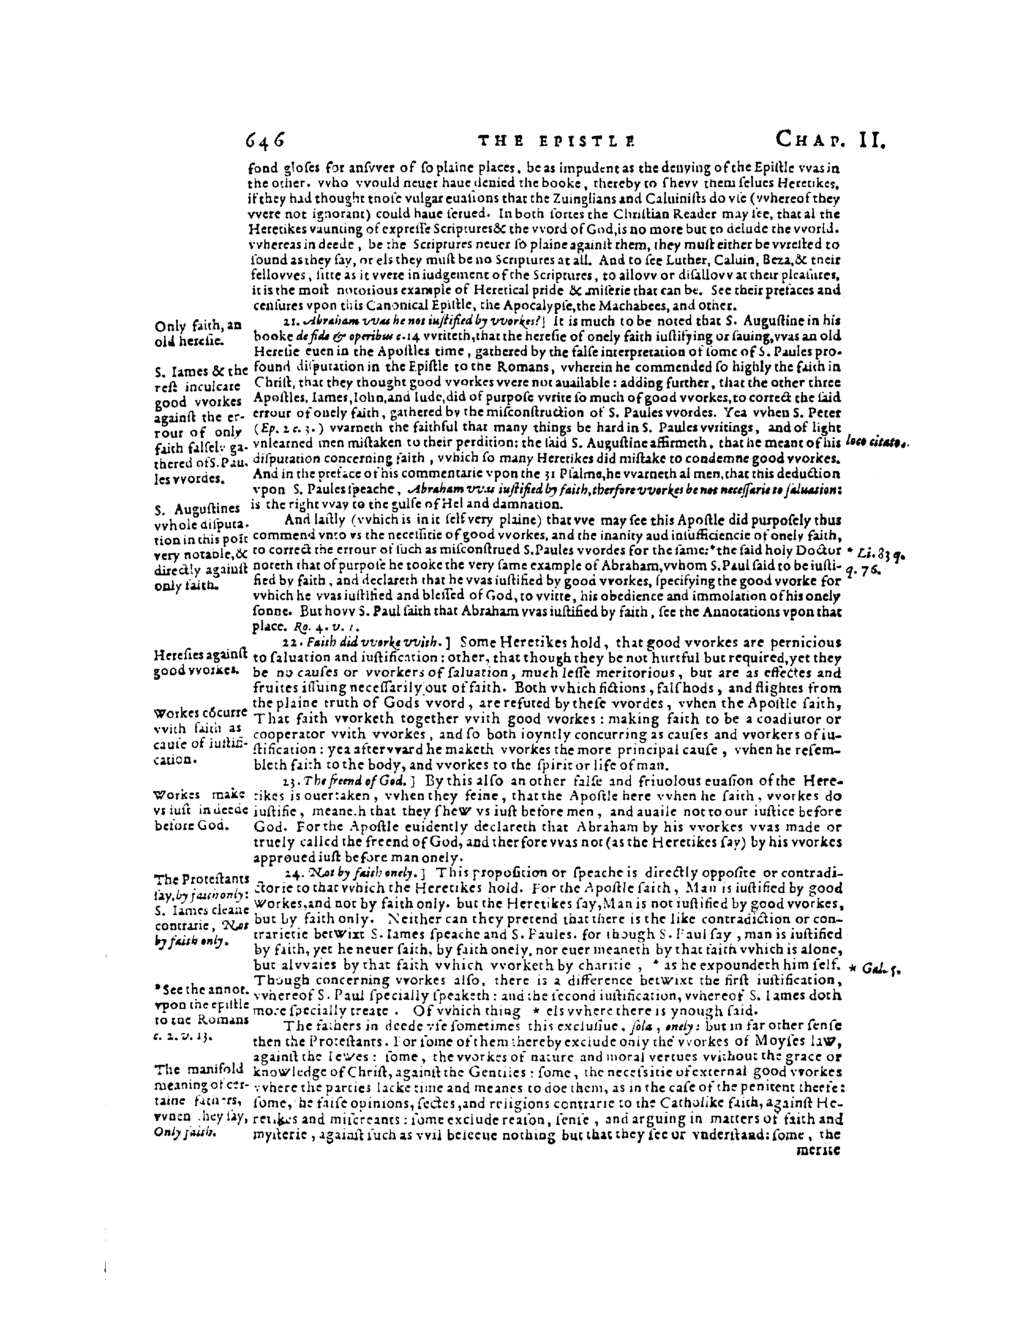 646 THE EPISTLE CHAP. II.
fond gloſes for anſvver of ſo plaine places, be as impudent as the denying of the Epiſtle vvas in
the other. vvho vvould neuer haue denied the booke, thereby to ſhevv them ſelues Heretikes,
if they had thought thoſe vulgar euaſions that the Zuinglians and Caluiniſts do vſe (vvhereof they
vvere not ignorant) could haue ſerued. In both ſortes the Chriſtian Reader may ſee, that al the
Heretikes vaunting of expreſſe Scriptures & the vvord of God, is no more but to delude the vvorld.
vvhereas in deede, be the Scriptures neuer ſo plaine againſt them, they muſt either be vvreſted to
ſound as they ſay, or els they muſt be no Scriptures at all. And to ſee Luther, Caluin, Beza, & their
fellovves, ſitte as it vvere in iudgement of the Scriptures, to allovv or diſallovv at their pleaſures,
it is the moſt notorious example of Heretical pride & miſerie that can be. See their prefaces and
cenſures vpon this Canonical Epiſtle, the Apocalypſe, the Machabees, and other.
Only faith, an
old hereſie.
21. Abraham vvas he not iuſtified by vvorkes?] It is much to be noted that S. Auguſtine in his
booke de fide & operibus c. 14 vvriteth, that the hereſie of onely faith iuſtifying or ſauing, vvas an old
Hereſie euen in the Apoſtles time, gathered by the falſe interpretation of ſome of S. Paules pro-
S. Iames & the
reſt inculcate
good vvorkes
againſt the er-
rour of only
faith falſely ga-
thered of S. Pau-
les vvordes.
found diſputation in the Epiſtle to the Romans, vvherein he commended ſo highly the faith in
Chriſt, that they thought good vvorkes vvere not auailable: adding further, that the other three
Apoſtles, Iames, Iohn, and Iude, did of purpoſe vvrite ſo much of good vvorkes, to correct the ſaid
errour of onely faith, gathered by the miſconſtruction of S. Paules vvordes. Yea vvhen S. Peter
(Ep. 2 c. 3.) vvarneth the faithful that many things be hard in S. Paules vvritings, and of light
vnlearned men miſtaken to their perdition: the ſaid S. Auguſtine affirmeth, that he meant of his
loco citato.
diſputation concerning faith, vvhich ſo many Heretikes did miſtake to condemne good vvorkes.
And in the preface of his commentarie vpon the 31 Pſalme, he vvarneth al men, that this deduction
vpon S. Paules ſpeache, Abraham vvas iuſtified by faith, therfore vvorkes be not neceſſarie to ſaluation:
is the right vvay to the gulfe of Hel and damnation.
S. Auguſtines
vvhole diſputa-
tion in this poīt
very notable, &
directly againſt
only faith.
And laſtly (vvhich is in it ſelf very plaine) that vve may ſee this Apoſtle did purpoſely thus
commend vnto vs the neceſſitie of good vvorkes, and the inanity and inſufficiencie of onely faith,
to correct the errour of ſuch as miſconſtrued S. Paules vvordes for the ſame: * the ſaid holy Doctor
* Li. 83 q.
q. 76.
noteth that of purpoſe he tooke the very ſame example of Abraham, vvhom S. Paul ſaid to be iuſti-
fied by faith, and declareth that he vvas iuſtified by good vvorkes, ſpecifying the good vvorke for
vvhich he vvas iuſtified and bleſſed of God, to vvitte, his obedience and immolation of his onely
ſonne. But hovv S. Paul ſaith that Abraham vvas iuſtified by faith, ſee the Annotations vpon that
place. Ro. 4. v. 1.
Hereſies againſt
good vvorkes.
22. Faith did vvorke vvith.] Some Heretikes hold, that good vvorkes are pernicious
to ſaluation and iuſtification: other, that though they be not hurtful but required, yet they
be no cauſes or vvorkers of ſaluation, much leſſe meritorious, but are as effectes and
fruites iſſuing neceſſarily out of faith. Both vvhich fictions, falſhods, and flightes from
the plaine truth of Gods vvord, are refuted by theſe vvordes, vvhen the Apoſtle ſaith,
Workes cōcurre
vvith faith as
cauſe of iuſtifi-
cation.
That faith vvorketh together vvith good vvorkes: making faith to be a coadiutor or
cooperator vvith vvorkes, and ſo both ioyntly concurring as cauſes and vvorkers of iu-
ſtification: yea aftervvard he maketh vvorkes the more principal cauſe, vvhen he reſem-
bleth faith to the body, and vvorkes to the ſpirit or life of man.
Workes make
vs iuſt in deede
before God.
23. The freend of God.] By this alſo an other falſe and friuolous euaſion of the Here-
tikes is ouertaken, vvhen they feine, that the Apoſtle here vvhen he ſaith, vvorkes do
iuſtifie, meaneth that they ſhew vs iuſt before men, and auaile not to our iuſtice before
God. For the Apoſtle euidently declareth that Abraham by his vvorkes vvas made or
truely called the freend of God, and therfore vvas not (as the Heretikes ſay) by his vvorkes
approued iuſt before man onely.
The Proteſtants
ſay, by faith only:
S. Iames cleane
contrarie, Not
by faith only.
24. Not by faith onely.] This propoſition or ſpeache is directly oppoſite or contradi-
ctorie to that vvhich the Heretikes hold. For the Apoſtle ſaith, Man is iuſtified by good
workes, and not by faith only. but the Heretikes ſay, Man is not iuſtified by good vvorkes,
but by faith only. Neither can they pretend that there is the like contradiction or con-
trarietie betwixt S. Iames ſpeache and S. Paules. for though S. Paul ſay, man is iuſtified
by faith, yet he neuer ſaith, by faith onely, nor euer meaneth by that faith vvhich is alone,
but alvvaies by that faith vvhich vvorketh by charitie, * as he expoundeth him ſelf.
* Gal. 5.
Though concerning vvorkes alſo, there is a difference betwixt the firſt iuſtification,
* See the annot.
vpon the epiſtle
to the Romans
c. 2. v. 13.
vvhereof S. Paul ſpecially ſpeaketh: and the ſecond iuſtification, vvhereof S. Iames doth
more ſpecially treate. Of vvhich thing * els vvhere there is ynough ſaid.
The fathers in deede vſe ſometimes this excluſiue, ſola, onely: but in far other ſenſe
then the Proteſtants. For ſome of them thereby exclude only the vvorkes of Moyſes law,
againſt the Iewes: ſome, the vvorkes of nature and moral vertues vvithout the grace or
The manifold
meaning of cer-
taine fathers,
vvhen they ſay,
Only faith.
knowledge of Chriſt, againſt the Gentiles: ſome, the neceſsitie of external good vvorkes
vvhere the parties lacke time and meanes to doe them, as in the caſe of the penitent theefe:
ſome, the falſe opinions, ſectes, and religions contrarie to the Catholike faith, againſt He-
retikes and miſcreants: ſome exclude reaſon, ſenſe, and arguing in matters of faith and
myſterie, againſt ſuch as vvil beleeue nothing but that they ſee or vnderſtand: ſome, the
merite